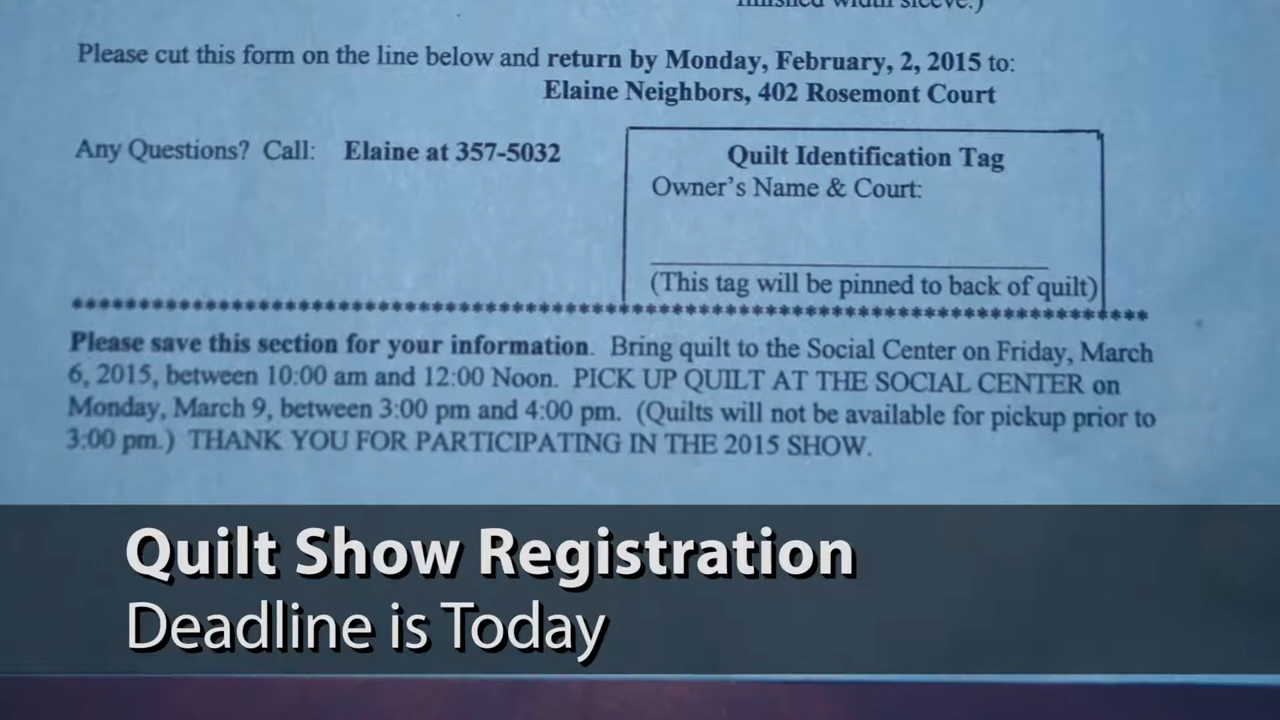 finished width sleeve.)
Please cut this form on the line below and return by Monday, February, 2, 2015 to:
Elaine Neighbors, 402 Rosemont Court
Any Questions? Call: Elaine at 357-5032
Quilt Identification Tag
Owner's Name & Court:
(This tag will be pinned to back of quilt)
Please save this section for your information. Bring quilt to the Social Center on Friday, March
6, 2015, between 10:00 am and 12:00 Noon. PICK UP QUILT AT THE SOCIAL CENTER on
Monday, March 9, between 3:00 pm and 4:00 pm. (Quilts will not be available for pickup prior to
3:00 pm.) THANK YOU FOR PARTICIPATING IN THE 2015 SHOW.
Quilt Show Registration
Deadline is Today